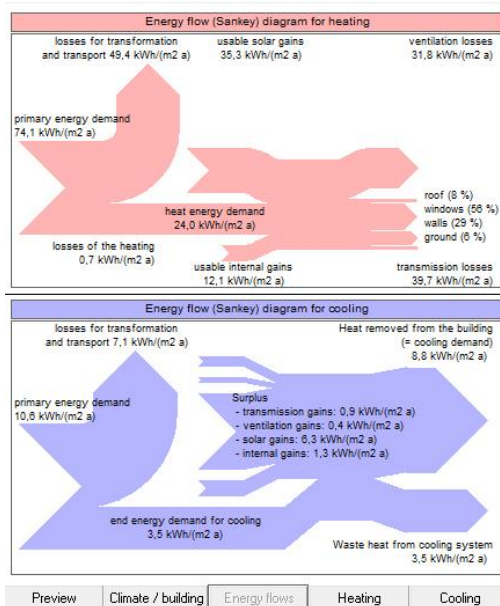 Energy flow (Sankey) diagram for heating
losses for transformation
and transport 49,4 kWh/(m2 a)
usable solar gains
35,3 kWh/(m2 a)
ventilation losses
31,8 kWh/(m2 a)
primary energy demand
74,1 kWh/(m2 a)
heat energy demand
24,0 kWh/(m2 a)
roof (8 %)
windows (56 %)
walls (29 %)
ground (6 %)
losses of the heating
0,7 kWh/(m2 a)
usable internal gains
12,1 kWh/(m2 a)
transmission losses
39,7 kWh/(m2 a)
Energy flow (Sankey) diagram for cooling
losses for transformation
and transport 7,1 kWh/(m2 a)
Heat removed from the building
(= cooling demand)
8,8 kWh/(m2 a)
primary energy demand
10,6 kWh/(m2 a)
Surplus
- transmission gains: 0,9 kWh/(m2 a)
- ventilation gains: 0,4 kWh/(m2 a)
- solar gains: 6,3 kWh/(m2 a)
- internal gains: 1,3 kWh/(m2 a)
end energy demand for cooling
3,5 kWh/(m2 a)
Waste heat from cooling system
3,5 kWh/(m2 a)
Preview Climate / building Energy flows Heating Cooling